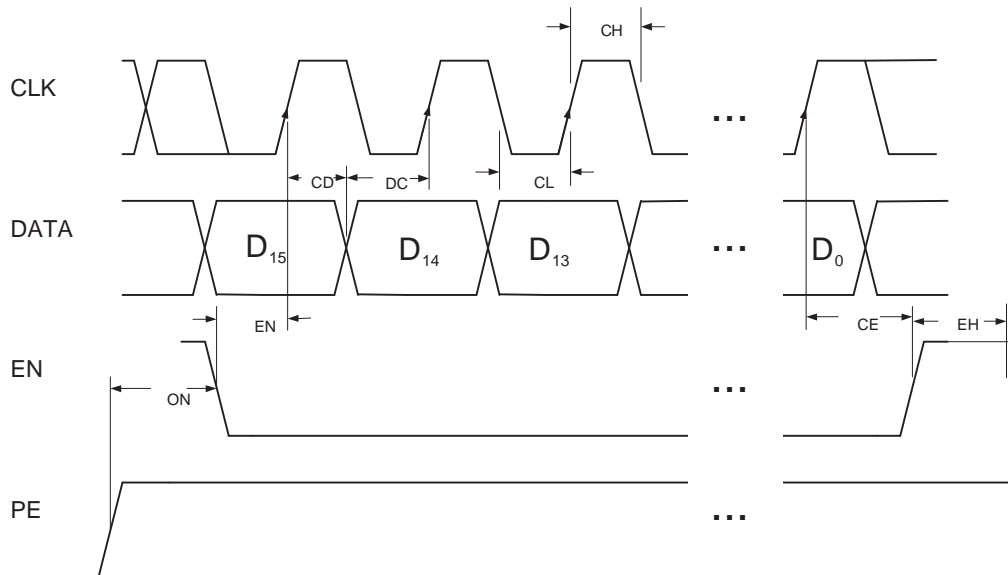 CH
CLK
...
CD
DC
CL
DATA
D15
D14
D13
...
D0
EN
CE
EH
EN
ON
...
PE
...